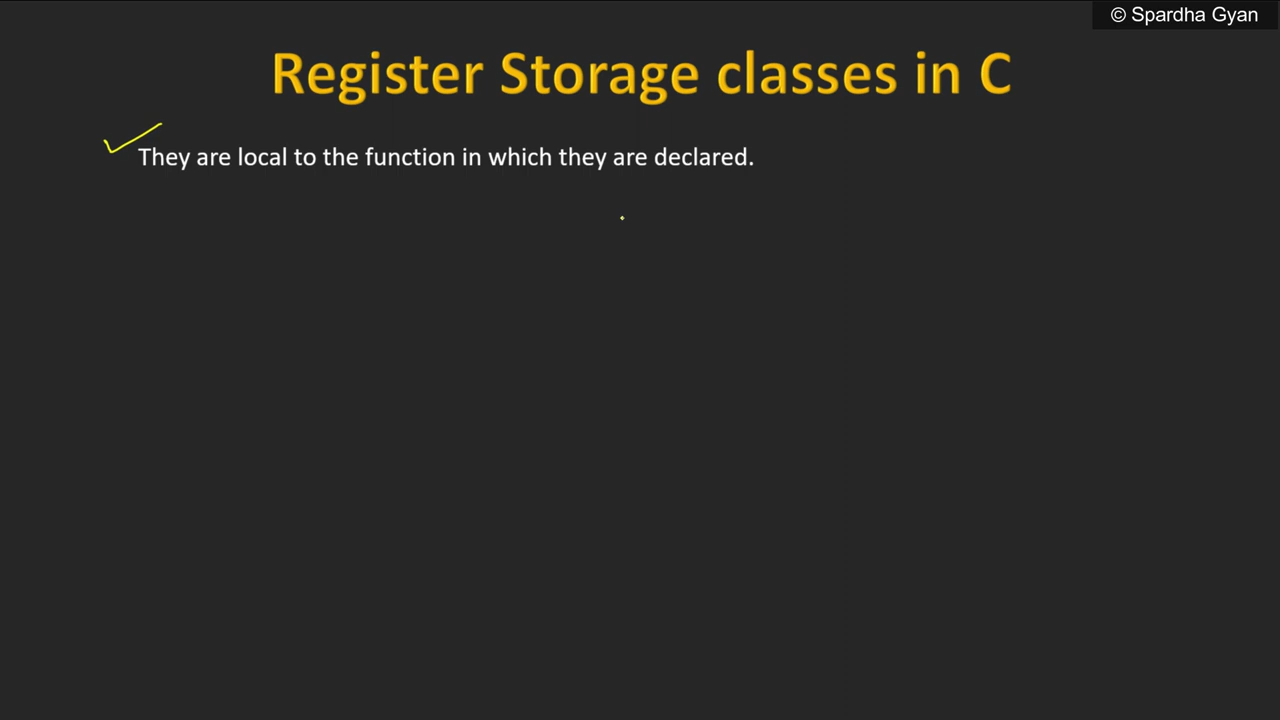 © Spardha Gyan
Register Storage classes in C
They are local to the function in which they are declared.